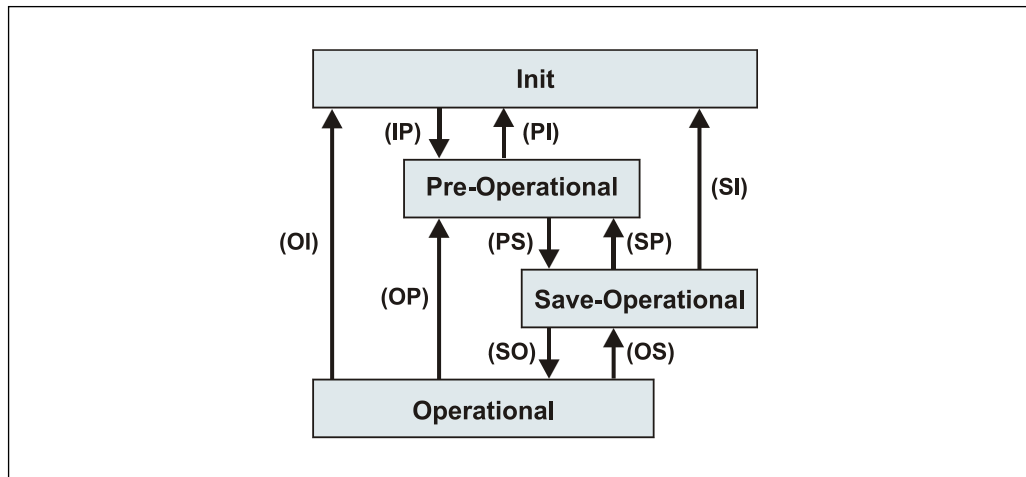 Init
(IP)
(PI)
Pre-Operational
(SI)
(OI)
(PS)
(SP)
(OP)
Save-Operational
(SO)
(OS)
Operational